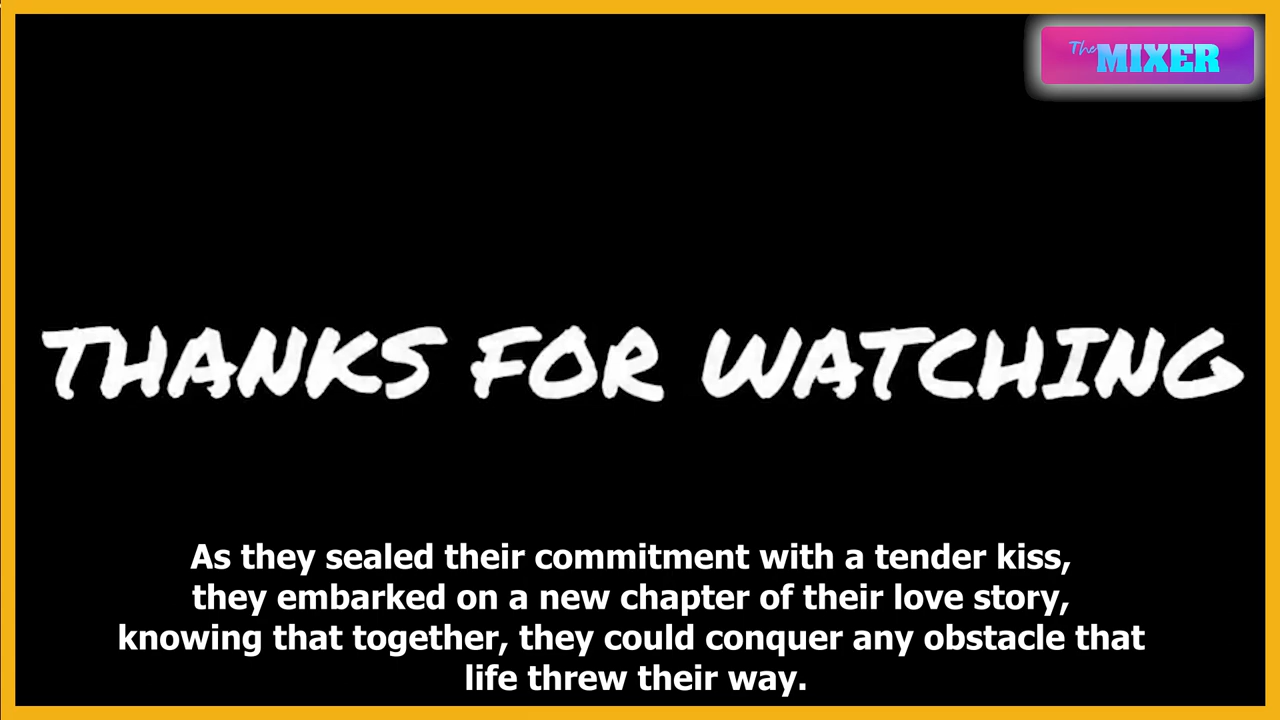 The MIXER
THANKS FOR WATCHING
As they sealed their commitment with a tender kiss,
they embarked on a new chapter of their love story,
knowing that together, they could conquer any obstacle that
life threw their way.